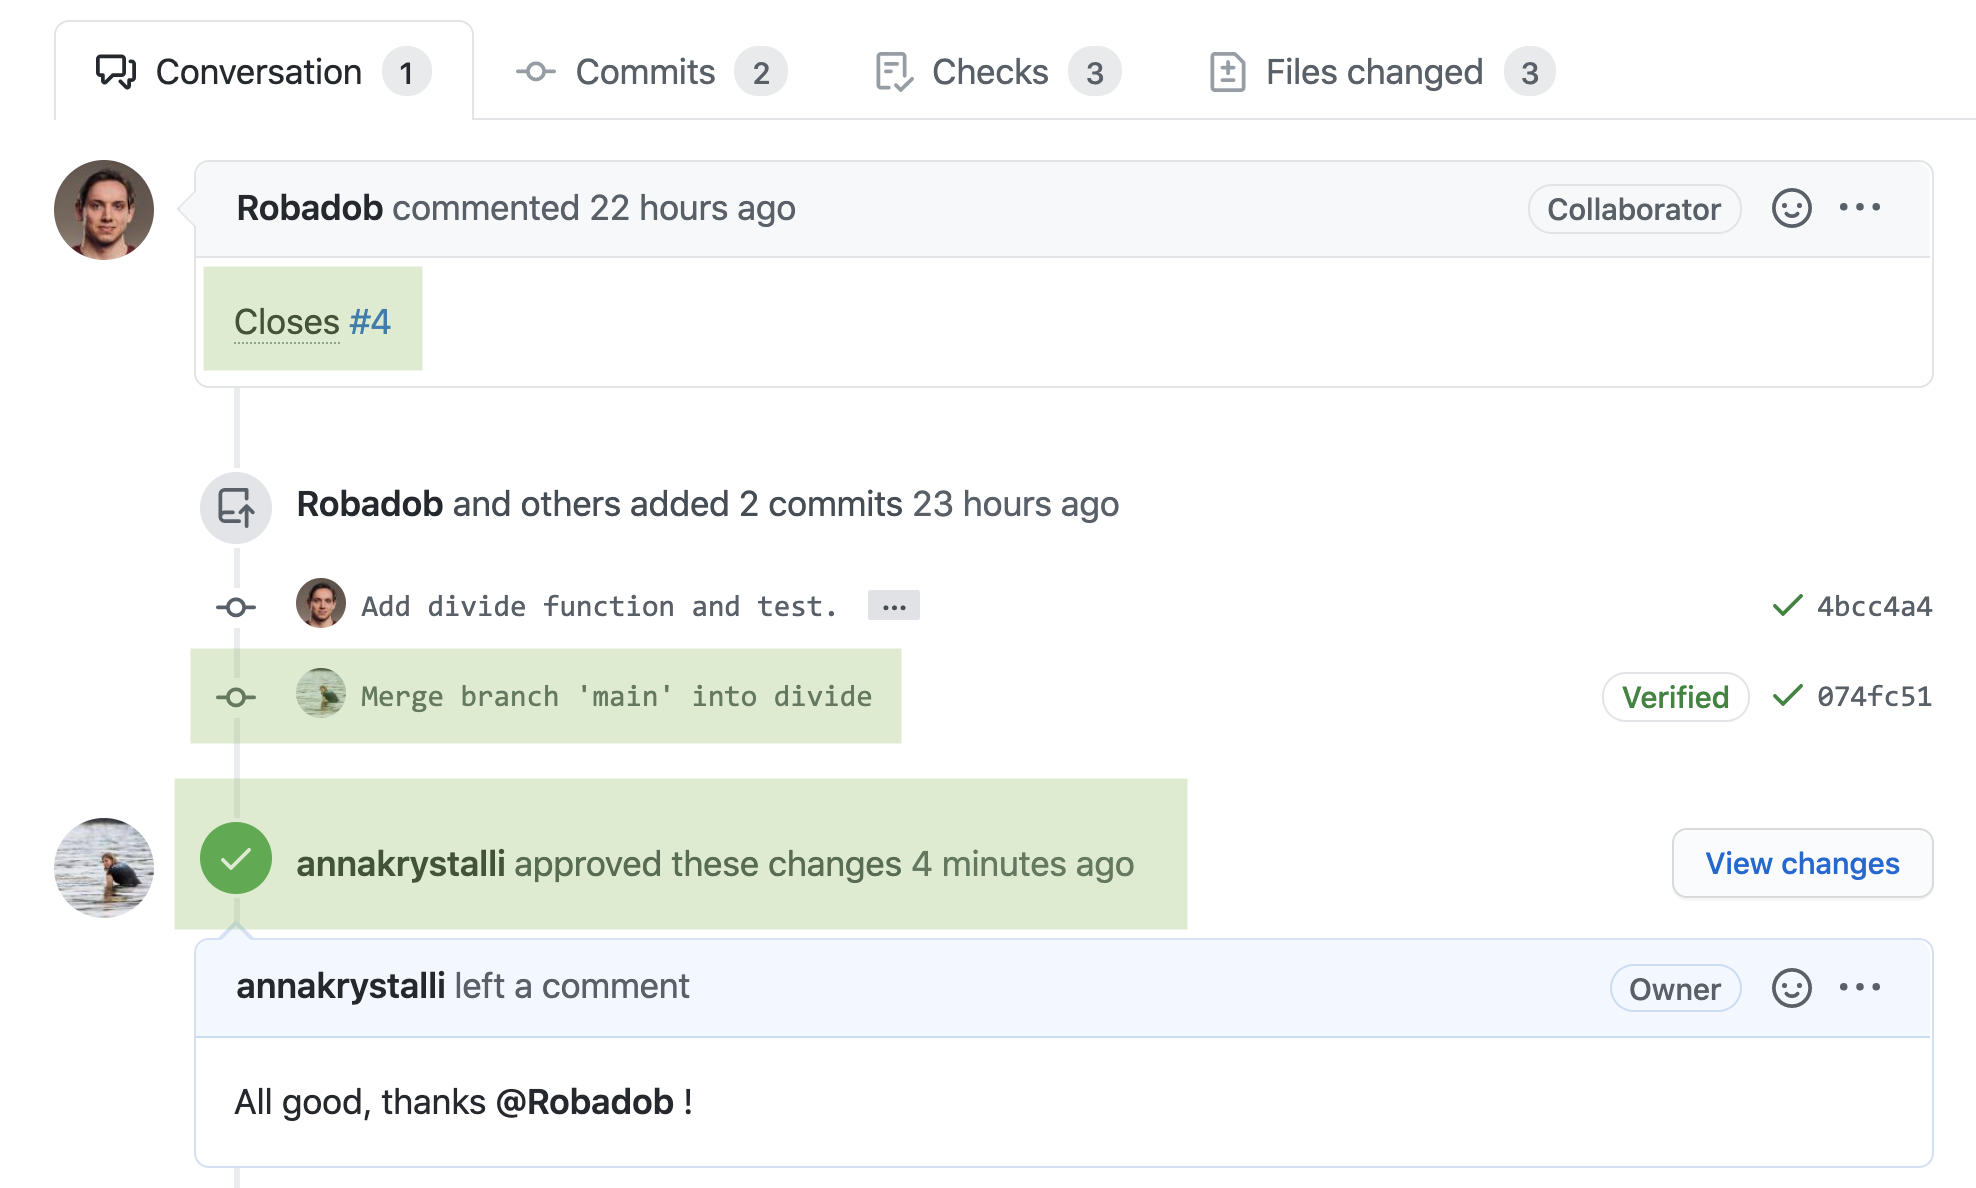 Conversation 1 Commits 2 Checks 3 Files changed 3
Robadob commented 22 hours ago Collaborator ...
Closes #4
Robadob and others added 2 commits 23 hours ago
Add divide function and test. ... 4bcc4a4
Merge branch 'main' into divide Verified 074fc51
annakrystalli approved these changes 4 minutes ago View changes
annakrystalli left a comment Owner ...
All good, thanks @Robadob !